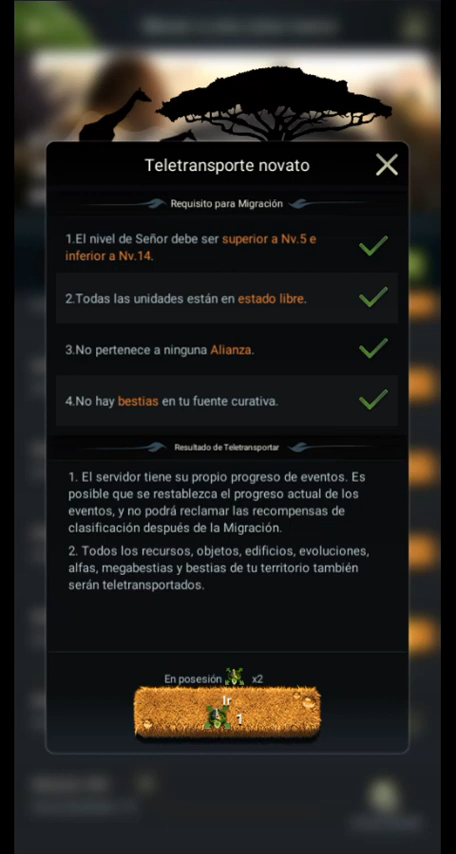 Teletransporte novato
Requisito para Migración
1.El nivel de Señor debe ser superior a Nv.5 e
inferior a Nv.14.
2.Todas las unidades están en estado libre.
3.No pertenece a ninguna Alianza.
4.No hay bestias en tu fuente curativa.
Resultado de Teletransportar
1. El servidor tiene su propio progreso de eventos. Es
posible que se restablezca el progreso actual de los
eventos, y no podrá reclamar las recompensas de
clasificación después de la Migración.
2. Todos los recursos, objetos, edificios, evoluciones,
alfas, megabestias y bestias de tu territorio también
serán teletransportados.
En posesión x2
Ir
1